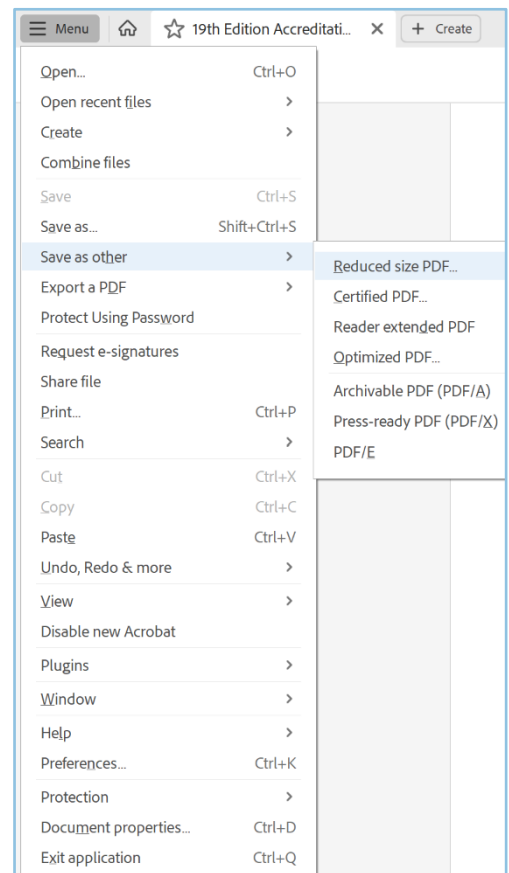 Menu 19th Edition Accreditati... + Create
Open... Ctrl+O
Open recent files
Create
Combine files
Save Ctrl+S
Save as... Shift+Ctrl+S
Save as other
Export a PDF
Protect Using Password
Request e-signatures
Share file
Print... Ctrl+P
Search
Cut Ctrl+X
Copy Ctrl+C
Paste Ctrl+V
Undo, Redo & more
View
Disable new Acrobat
Plugins
Window
Help
Preferences... Ctrl+K
Protection
Document properties... Ctrl+D
Exit application Ctrl+Q
Reduced size PDF...
Certified PDF...
Reader extended PDF
Optimized PDF...
Archivable PDF (PDF/A)
Press-ready PDF (PDF/X)
PDF/E